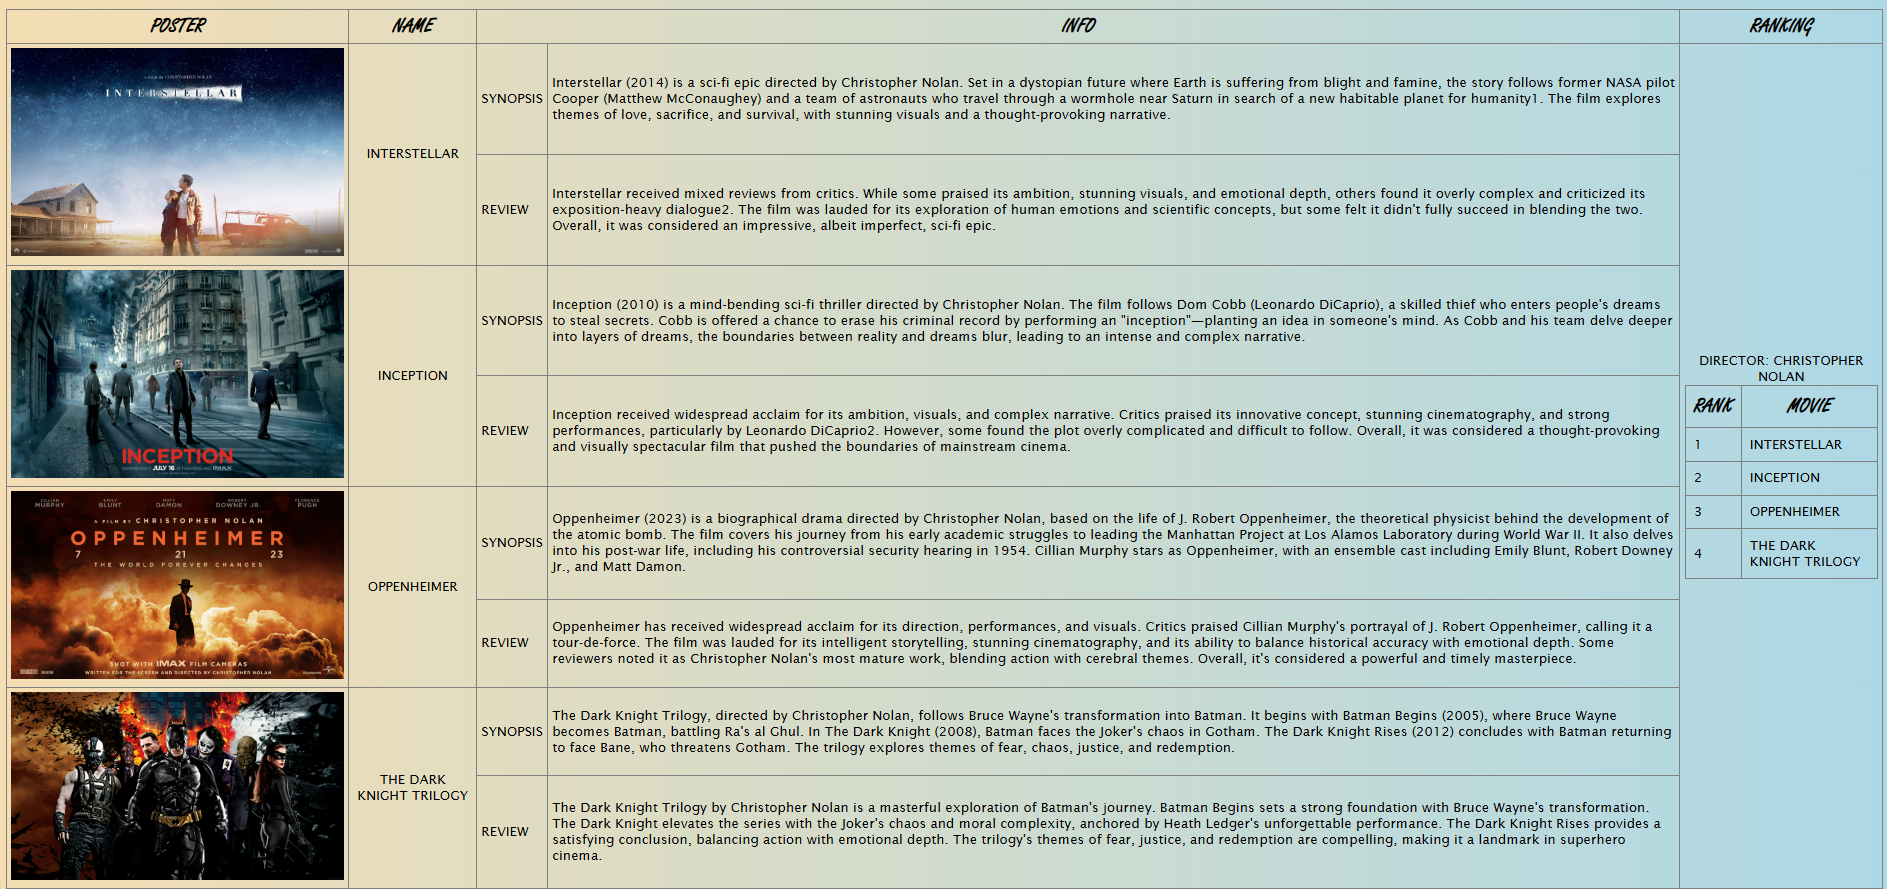 POSTER NAME INFO RANKING
A FILM BY CHRISTOPHER NOLAN
INTERSTELLAR
INTERSTELLAR
SYNOPSIS
Interstellar (2014) is a sci-fi epic directed by Christopher Nolan. Set in a dystopian future where Earth is suffering from blight and famine, the story follows former NASA pilot
Cooper (Matthew McConaughey) and a team of astronauts who travel through a wormhole near Saturn in search of a new habitable planet for humanity1. The film explores
themes of love, sacrifice, and survival, with stunning visuals and a thought-provoking narrative.
REVIEW
Interstellar received mixed reviews from critics. While some praised its ambition, stunning visuals, and emotional depth, others found it overly complex and criticized its
exposition-heavy dialogue2. The film was lauded for its exploration of human emotions and scientific concepts, but some felt it didn't fully succeed in blending the two.
Overall, it was considered an impressive, albeit imperfect, sci-fi epic.
INCEPTION
JULY 16
IMAX
INCEPTION
SYNOPSIS
Inception (2010) is a mind-bending sci-fi thriller directed by Christopher Nolan. The film follows Dom Cobb (Leonardo DiCaprio), a skilled thief who enters people's dreams
to steal secrets. Cobb is offered a chance to erase his criminal record by performing an "inception"—planting an idea in someone's mind. As Cobb and his team delve deeper
into layers of dreams, the boundaries between reality and dreams blur, leading to an intense and complex narrative.
REVIEW
Inception received widespread acclaim for its ambition, visuals, and complex narrative. Critics praised its innovative concept, stunning cinematography, and strong
performances, particularly by Leonardo DiCaprio2. However, some found the plot overly complicated and difficult to follow. Overall, it was considered a thought-provoking
and visually spectacular film that pushed the boundaries of mainstream cinema.
CILLIAN MURPHY EMILY BLUNT MATT DAMON ROBERT DOWNEY JR. FLORENCE PUGH
A FILM BY CHRISTOPHER NOLAN
OPPENHEIMER
7 21 23
THE WORLD FOREVER CHANGES
SHOT WITH IMAX FILM CAMERAS
WRITTEN FOR THE SCREEN AND DIRECTED BY CHRISTOPHER NOLAN
OPPENHEIMER
SYNOPSIS
Oppenheimer (2023) is a biographical drama directed by Christopher Nolan, based on the life of J. Robert Oppenheimer, the theoretical physicist behind the development of
the atomic bomb. The film covers his journey from his early academic struggles to leading the Manhattan Project at Los Alamos Laboratory during World War II. It also delves
into his post-war life, including his controversial security hearing in 1954. Cillian Murphy stars as Oppenheimer, with an ensemble cast including Emily Blunt, Robert Downey
Jr., and Matt Damon.
REVIEW
Oppenheimer has received widespread acclaim for its direction, performances, and visuals. Critics praised Cillian Murphy's portrayal of J. Robert Oppenheimer, calling it a
tour-de-force. The film was lauded for its intelligent storytelling, stunning cinematography, and its ability to balance historical accuracy with emotional depth. Some
reviewers noted it as Christopher Nolan's most mature work, blending action with cerebral themes. Overall, it's considered a powerful and timely masterpiece.
THE DARK
KNIGHT TRILOGY
SYNOPSIS
The Dark Knight Trilogy, directed by Christopher Nolan, follows Bruce Wayne's transformation into Batman. It begins with Batman Begins (2005), where Bruce Wayne
becomes Batman, battling Ra's al Ghul. In The Dark Knight (2008), Batman faces the Joker's chaos in Gotham. The Dark Knight Rises (2012) concludes with Batman returning
to face Bane, who threatens Gotham. The trilogy explores themes of fear, chaos, justice, and redemption.
REVIEW
The Dark Knight Trilogy by Christopher Nolan is a masterful exploration of Batman's journey. Batman Begins sets a strong foundation with Bruce Wayne's transformation.
The Dark Knight elevates the series with the Joker's chaos and moral complexity, anchored by Heath Ledger's unforgettable performance. The Dark Knight Rises provides a
satisfying conclusion, balancing action with emotional depth. The trilogy's themes of fear, justice, and redemption are compelling, making it a landmark in superhero
cinema.
DIRECTOR: CHRISTOPHER
NOLAN
RANK MOVIE
1 INTERSTELLAR
2 INCEPTION
3 OPPENHEIMER
4 THE DARK
KNIGHT TRILOGY